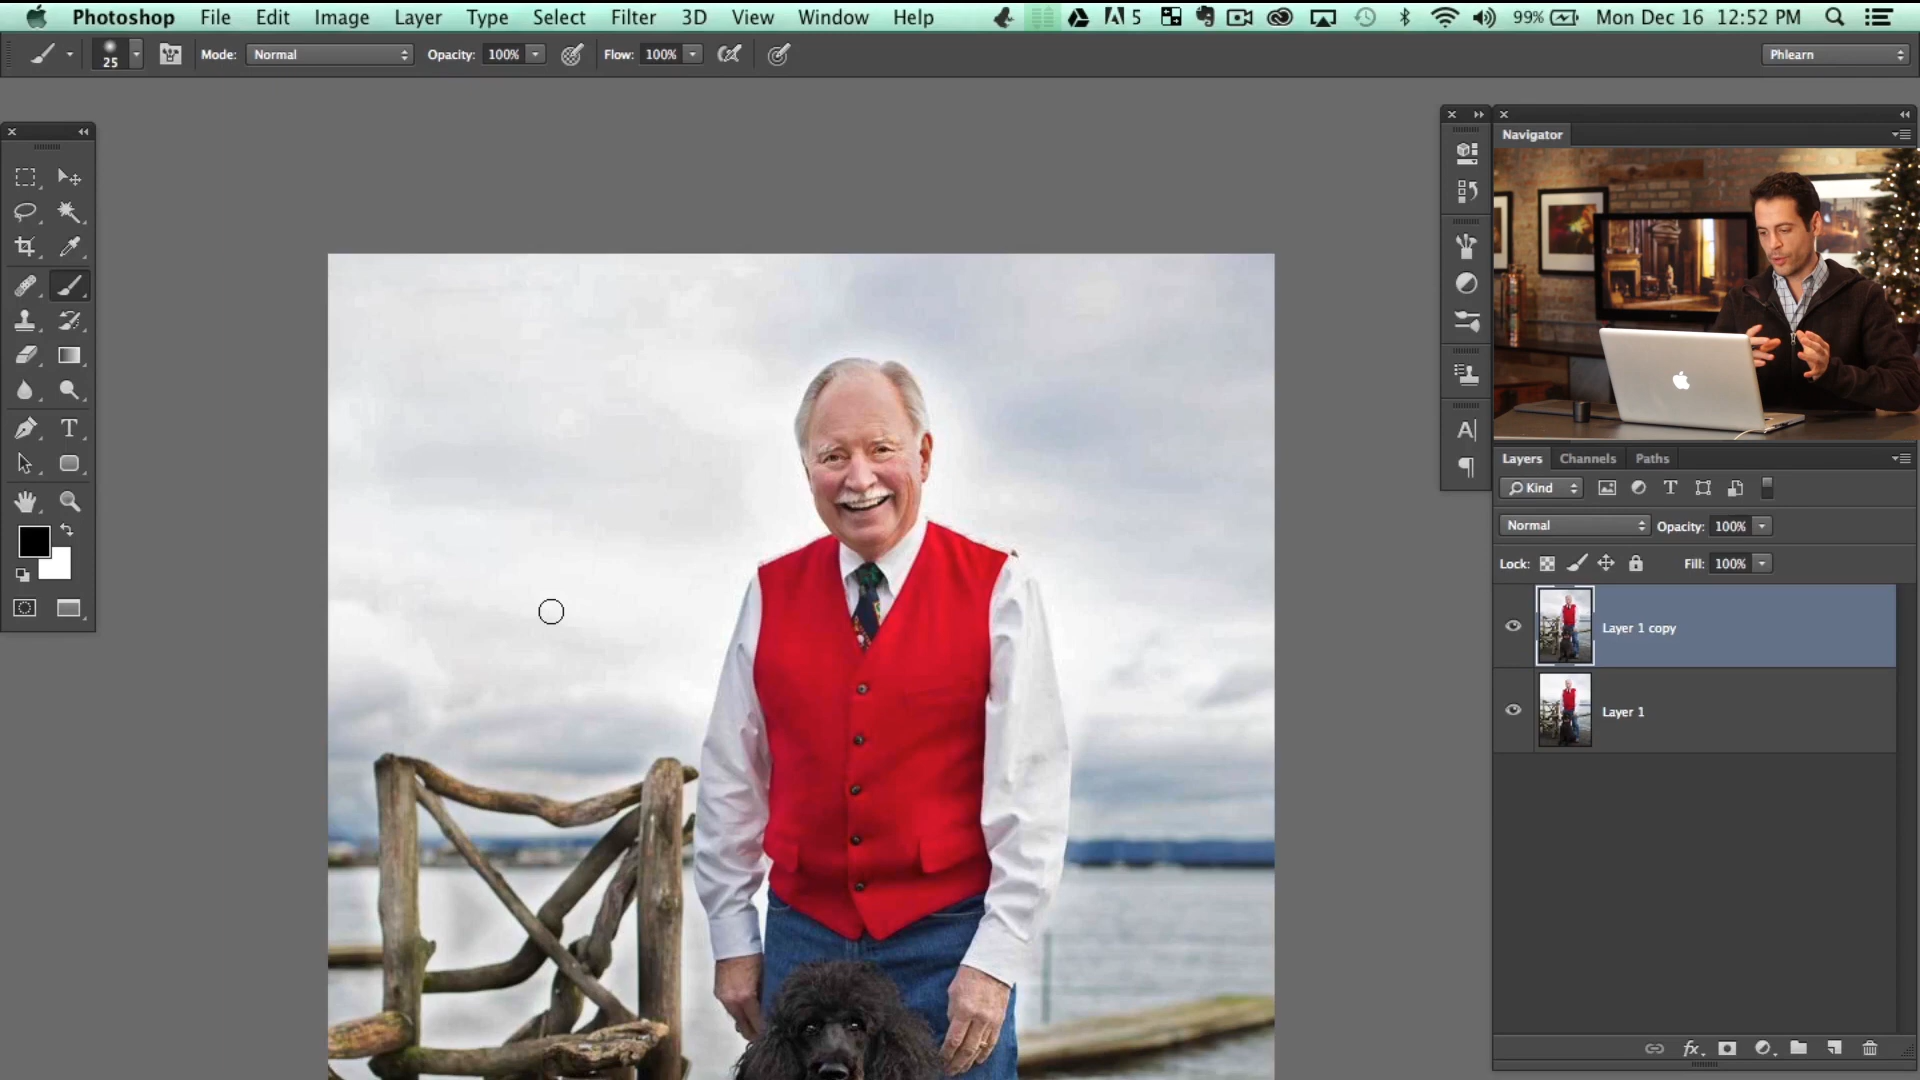 Photoshop File Edit Image Layer Type Select Filter 3D View Window Help 5 99% Mon Dec 16 12:52 PM
25 Mode: Normal Opacity: 100% Flow: 100% Phlearn
Navigator
Layers Channels Paths
Kind
Normal Opacity: 100%
Lock: Fill: 100%
Layer 1 copy
Layer 1